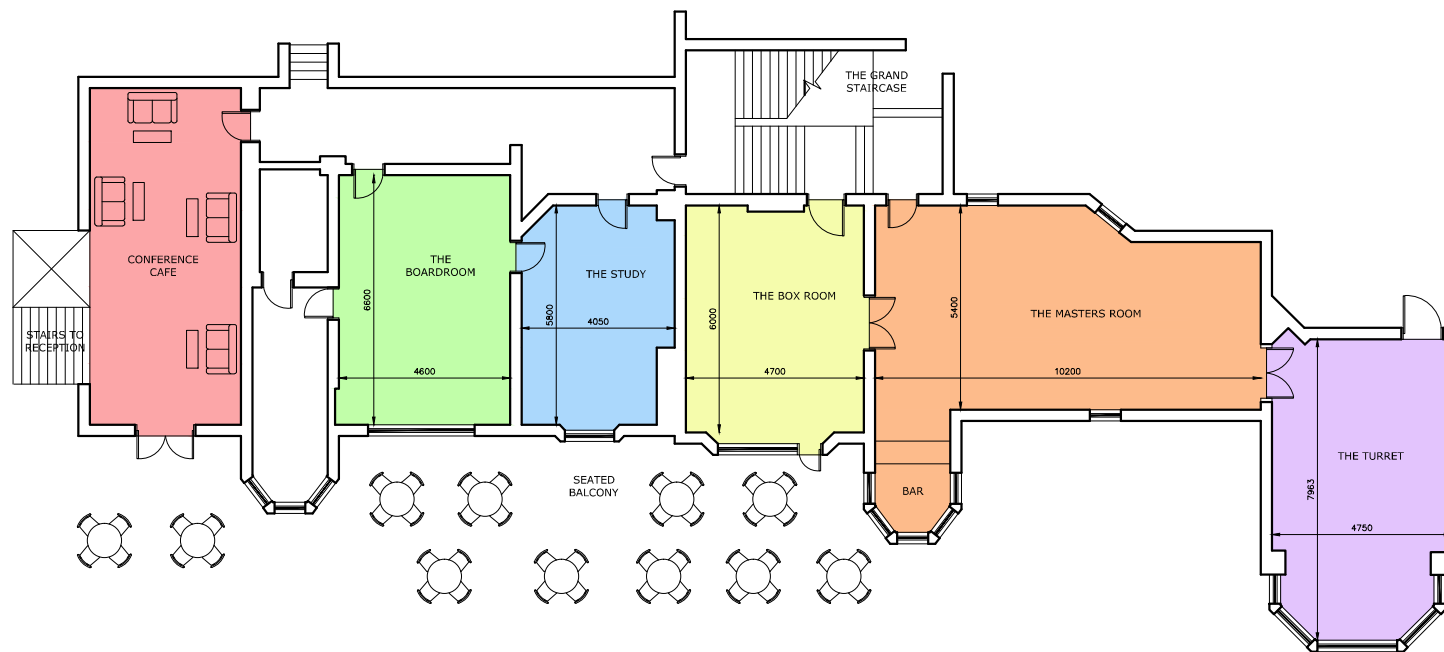 THE GRAND
STAIRCASE
CONFERENCE
CAFE
THE
BOARDROOM
THE STUDY
THE BOX ROOM
THE MASTERS ROOM
STAIRS TO
RECEPTION
6600
5800
4050
6000
5400
4600
4700
10200
THE TURRET
7963
4750
SEATED
BALCONY
BAR